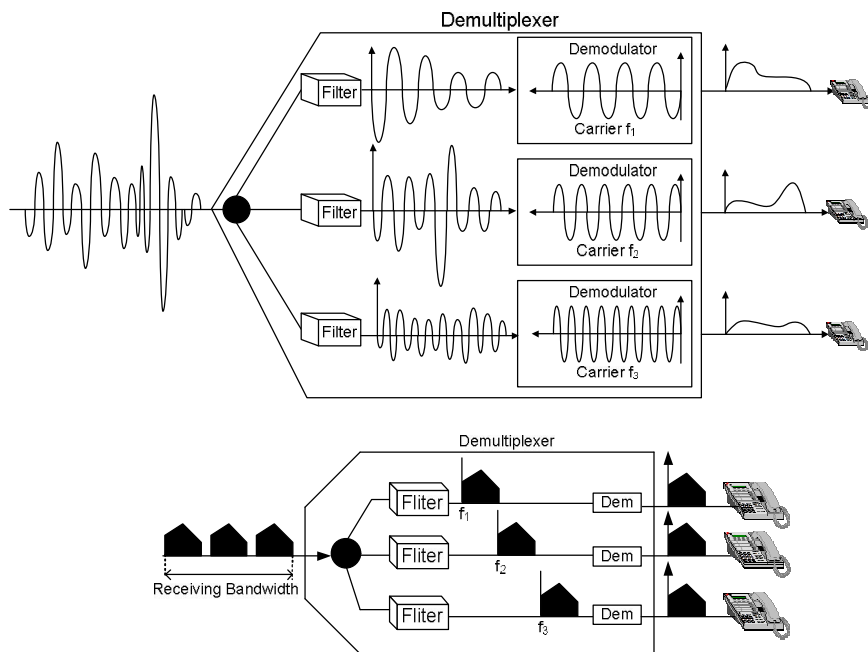 Demultiplexer
Demodulator
Filter
Carrier f1
Demodulator
Filter
Carrier f2
Demodulator
Filter
Carrier f3
Demultiplexer
Fliter
f1
Dem
Fliter
f2
Dem
Receiving Bandwidth
Fliter
f3
Dem